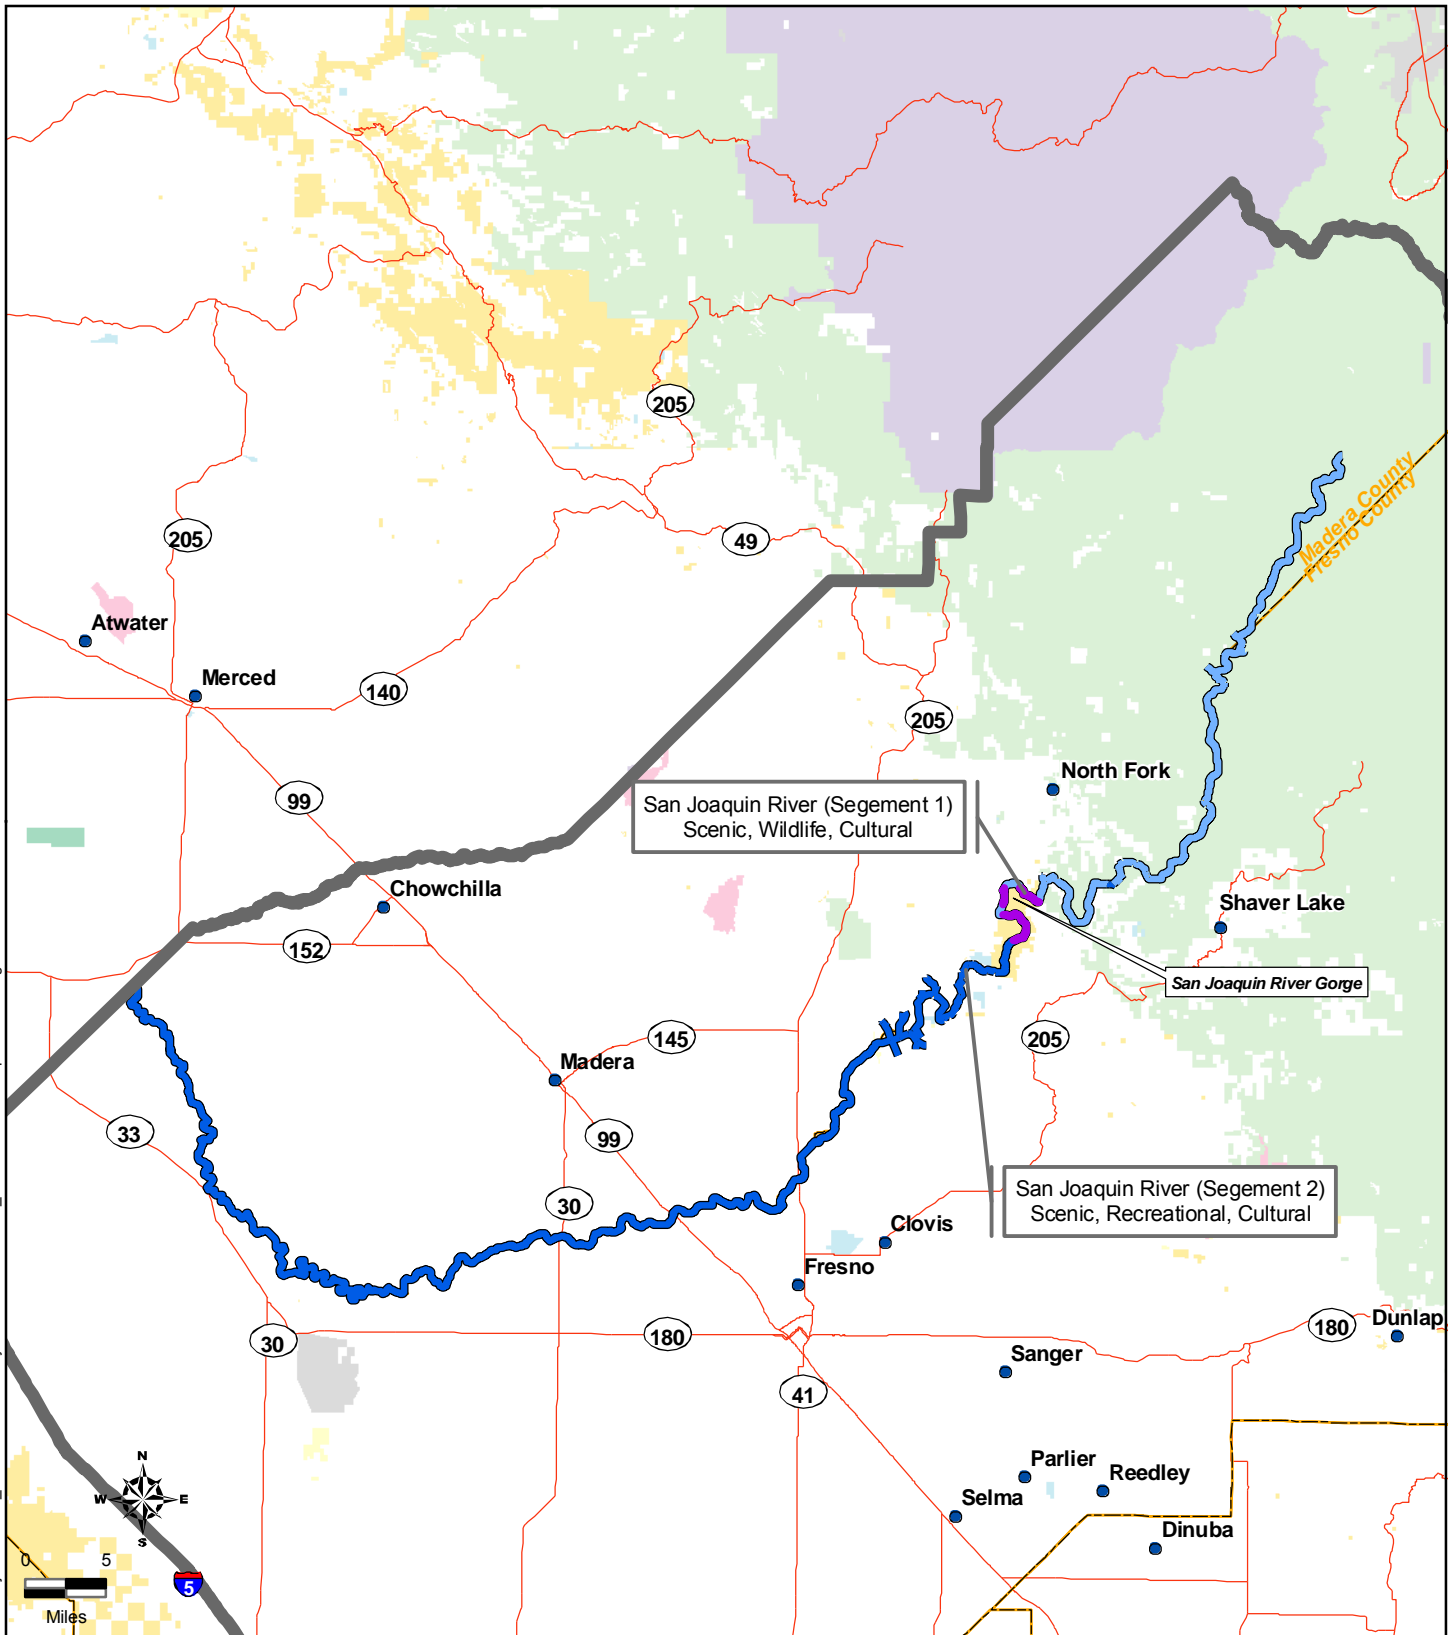 205
Madera County
Fresno County
205
49
Atwater
Merced
140
205
North Fork
99
San Joaquin River (Segement 1)
Scenic, Wildlife, Cultural
Chowchilla
Shaver Lake
152
San Joaquin River Gorge
145
205
Madera
33
99
30
San Joaquin River (Segement 2)
Scenic, Recreational, Cultural
Clovis
Fresno
30
180
180
Dunlap
Sanger
41
Parlier
Reedley
Selma
Dinuba
N
W E
S
0 5
Miles
5